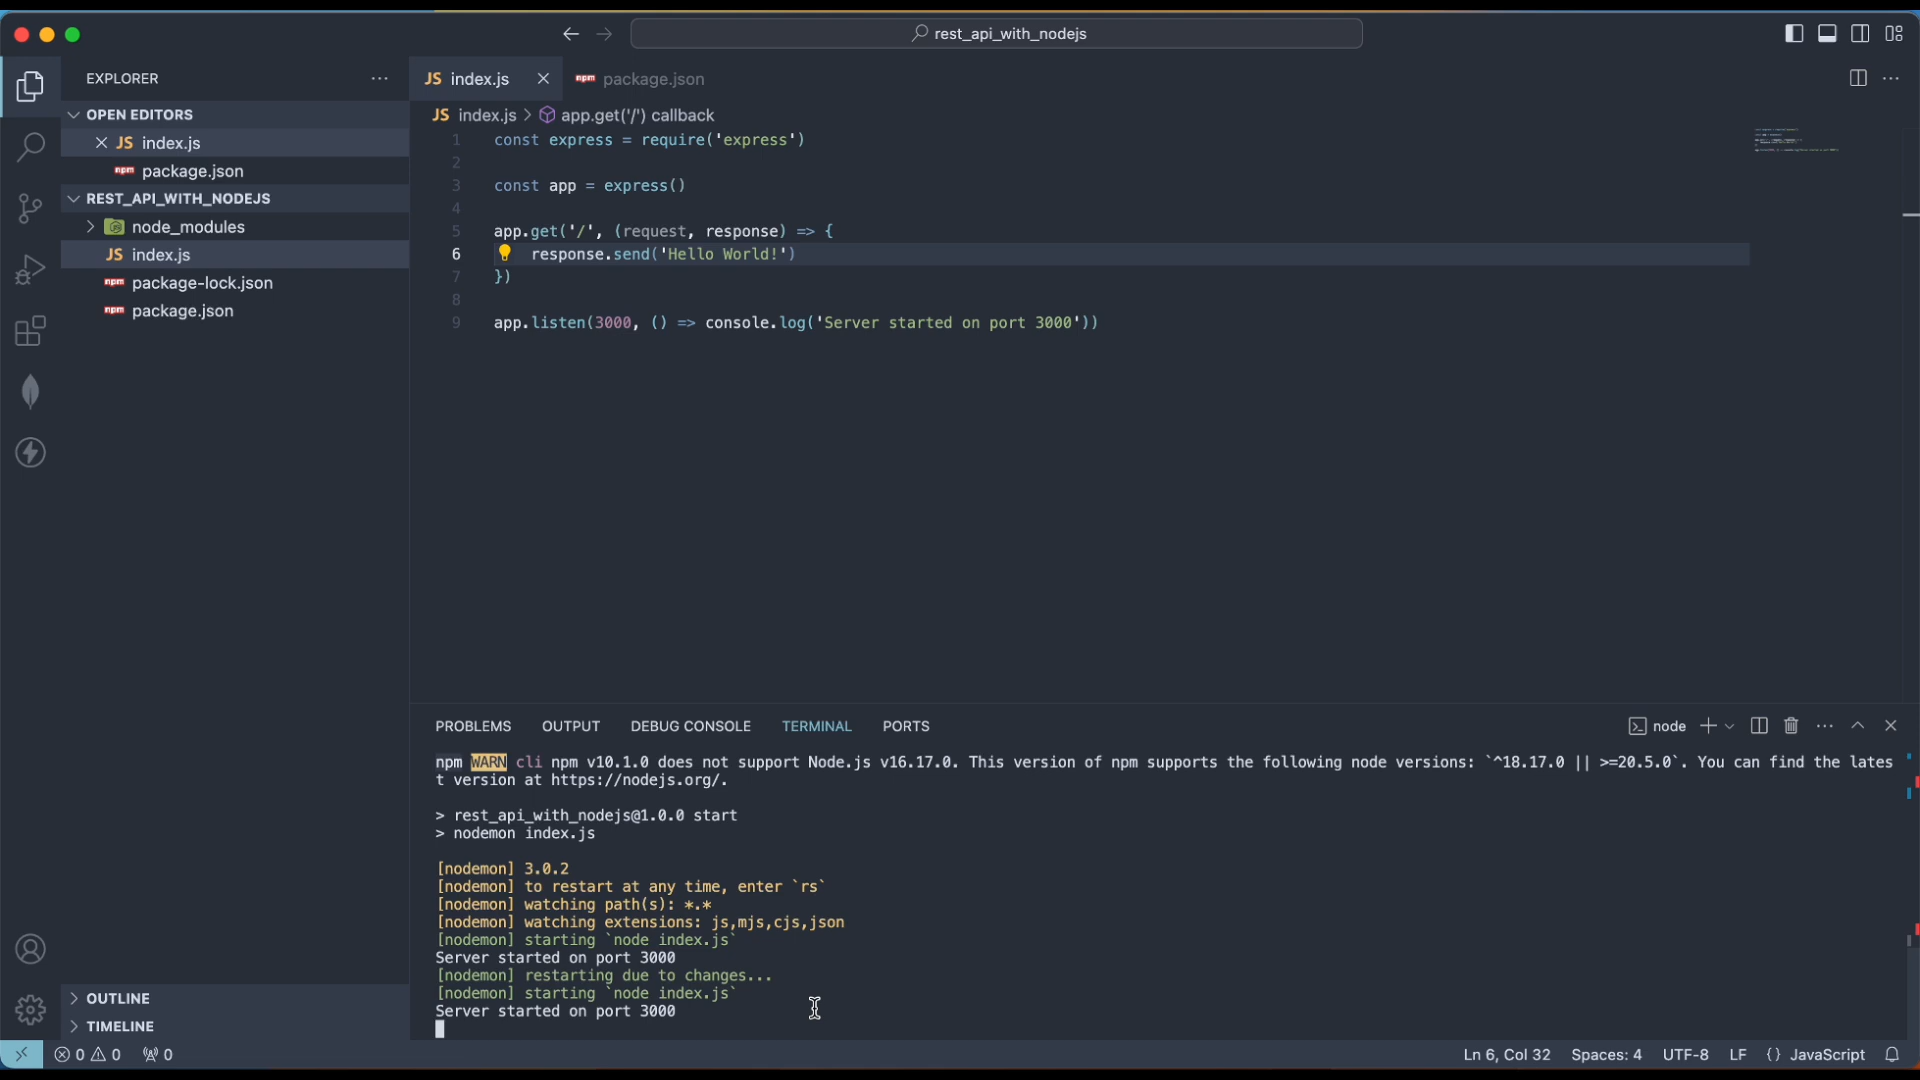 rest_api_with_nodejs
EXPLORER
OPEN EDITORS
JS index.js
npm package.json
REST_API_WITH_NODEJS
node_modules
JS index.js
npm package-lock.json
npm package.json
OUTLINE
TIMELINE
JS index.js
npm package.json
JS index.js > app.get('/') callback
1 const express = require('express')
2
3 const app = express()
4
5 app.get('/', (request, response) => {
6 response.send('Hello World!')
7 })
8
9 app.listen(3000, () => console.log('Server started on port 3000'))
PROBLEMS OUTPUT DEBUG CONSOLE TERMINAL PORTS
node
npm WARN cli npm v10.1.0 does not support Node.js v16.17.0. This version of npm supports the following node versions: `^18.17.0 || >=20.5.0`. You can find the lates
t version at https://nodejs.org/.
> rest_api_with_nodejs@1.0.0 start
> nodemon index.js
[nodemon] 3.0.2
[nodemon] to restart at any time, enter `rs`
[nodemon] watching path(s): *.*
[nodemon] watching extensions: js,mjs,cjs,json
[nodemon] starting `node index.js`
Server started on port 3000
[nodemon] restarting due to changes...
[nodemon] starting `node index.js`
Server started on port 3000
0 0 0
Ln 6, Col 32 Spaces: 4 UTF-8 LF {} JavaScript